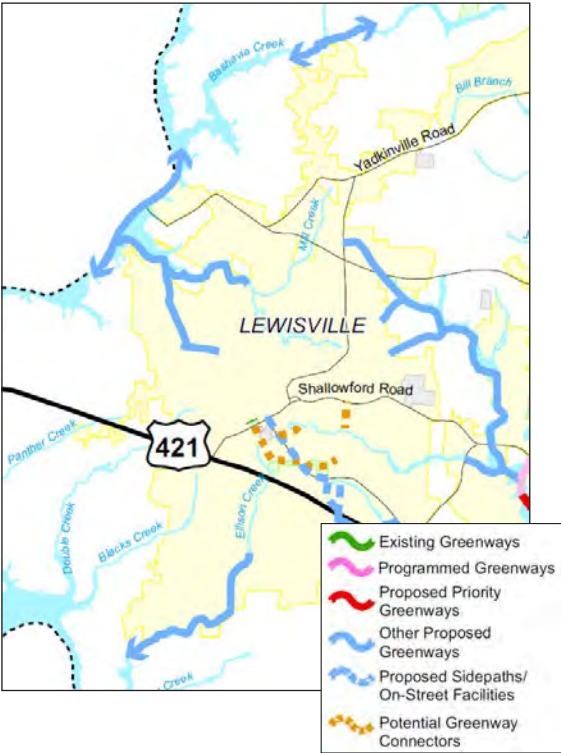 Bashavia Creek
Bill Branch
Yadkinville Road
Mill Creek
LEWISVILLE
Shallowford Road
Panther Creek
421
Ellison Creek
Double Creek
Blacks Creek
Creek
Existing Greenways
Programmed Greenways
Proposed Priority
Greenways
Other Proposed
Greenways
Proposed Sidepaths/
On-Street Facilities
Potential Greenway
Connectors